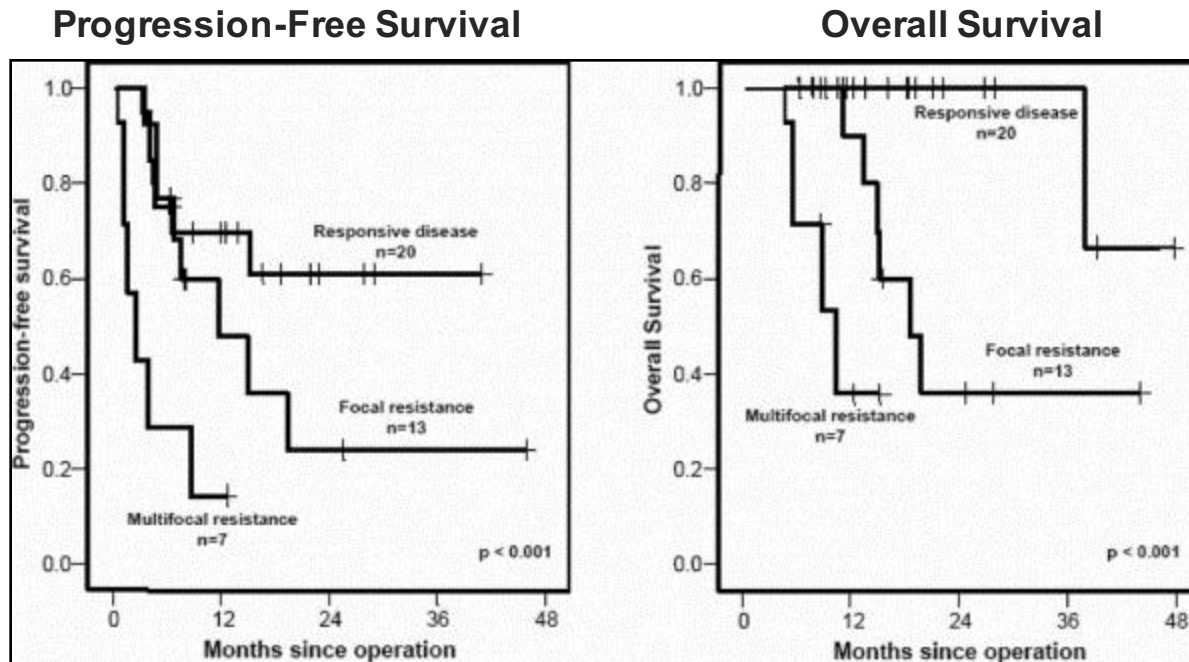 Progression-Free Survival
Progression-free survival
1.0
0.8
0.6
0.4
0.2
0.0
Responsive disease
n=20
Focal resistance
n=13
Multifocal resistance
n=7
p < 0.001
0 12 24 36 48
Months since operation
Overall Survival
Overall Survival
1.0
0.8
0.6
0.4
0.2
0.0
Responsive disease
n=20
Focal resistance
n=13
Multifocal resistance
n=7
p < 0.001
0 12 24 36 48
Months since operation